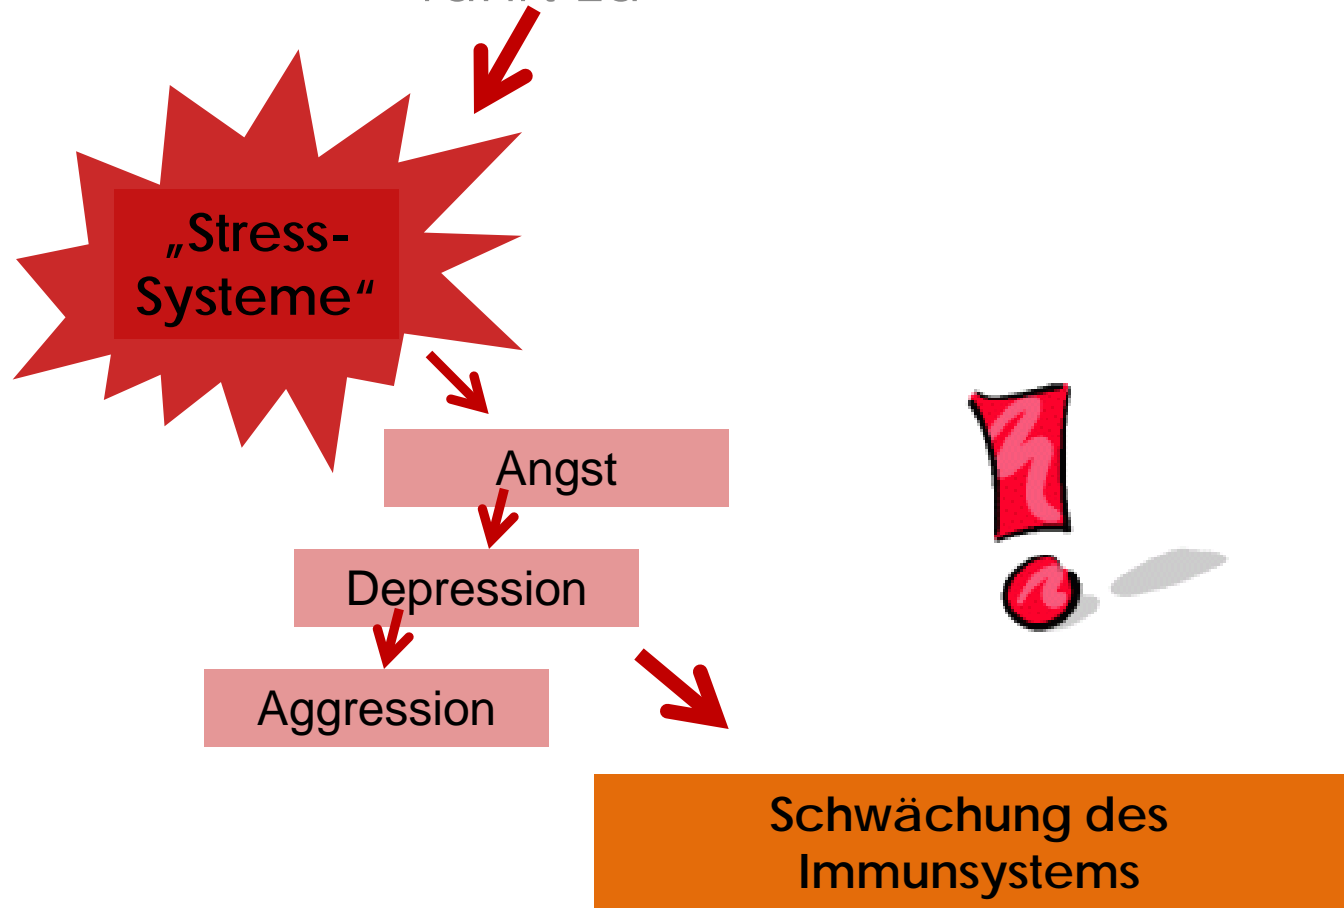 „Stress-
Systeme“
Angst
Depression
Aggression
Schwächung des
Immunsystems